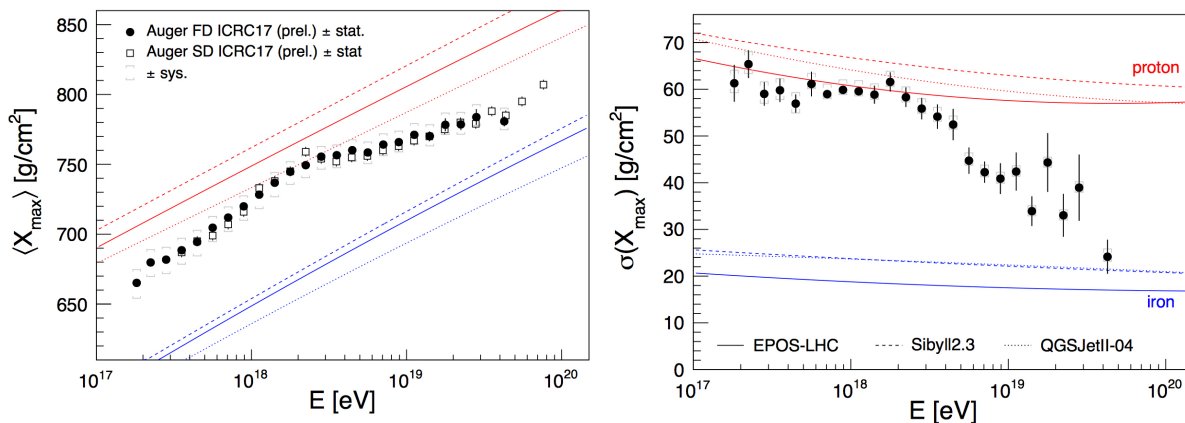 850
800
750
700
650
⟨X_max⟩ [g/cm²]
Auger FD ICRC17 (prel.) ± stat.
Auger SD ICRC17 (prel.) ± stat
± sys.
10¹⁷ 10¹⁸ 10¹⁹ 10²⁰
E [eV]
70
60
50
40
30
20
10
0
σ(X_max) [g/cm²]
proton
iron
EPOS-LHC Sibyll2.3 QGSJetII-04
10¹⁷ 10¹⁸ 10¹⁹ 10²⁰
E [eV]